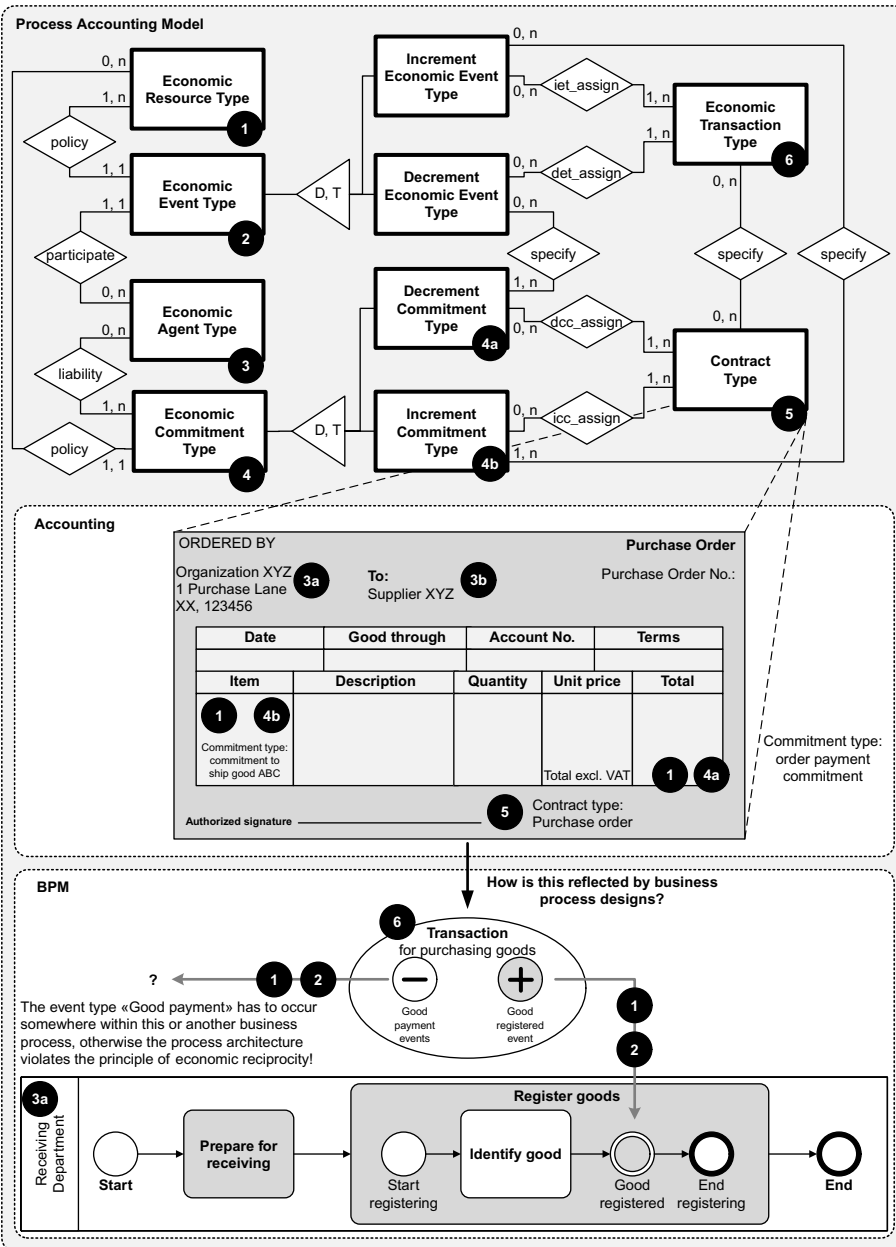 Process Accounting Model
0, n
Economic
Resource Type
1
1, n
policy
1, 1
Economic
Event Type
2
1, 1
participate
0, n
Economic
Agent Type
3
0, n
liability
1, n
Economic
Commitment
Type
4
policy
1, 1
D, T
D, T
Increment
Economic Event
Type
0, n
0, n
iet_assign
1, n
Decrement
Economic Event
Type
0, n
det_assign
1, n
0, n
specify
1, n
Decrement
Commitment
Type
4a
0, n
dcc_assign
1, n
Increment
Commitment
Type
4b
0, n
icc_assign
1, n
1, n
Economic
Transaction
Type
6
0, n
specify
0, n
specify
Contract
Type
5
Accounting
ORDERED BY
Purchase Order
Organization XYZ
1 Purchase Lane
XX, 123456
3a
To:
Supplier XYZ
3b
Purchase Order No.:
Date Good through Account No. Terms
Item Description Quantity Unit price Total
1 4b
Commitment type:
commitment to
ship good ABC
Total excl. VAT
1 4a
Authorized signature
5
Contract type:
Purchase order
Commitment type:
order payment
commitment
BPM
How is this reflected by business
process designs?
6
Transaction
for purchasing goods
Good
payment
events
Good
registered
event
? 1 2
1
2
The event type «Good payment» has to occur
somewhere within this or another business
process, otherwise the process architecture
violates the principle of economic reciprocity!
3a
Receiving
Department
Start
Prepare for
receiving
Register goods
Start
registering
Identify good
Good
registered
End
registering
End